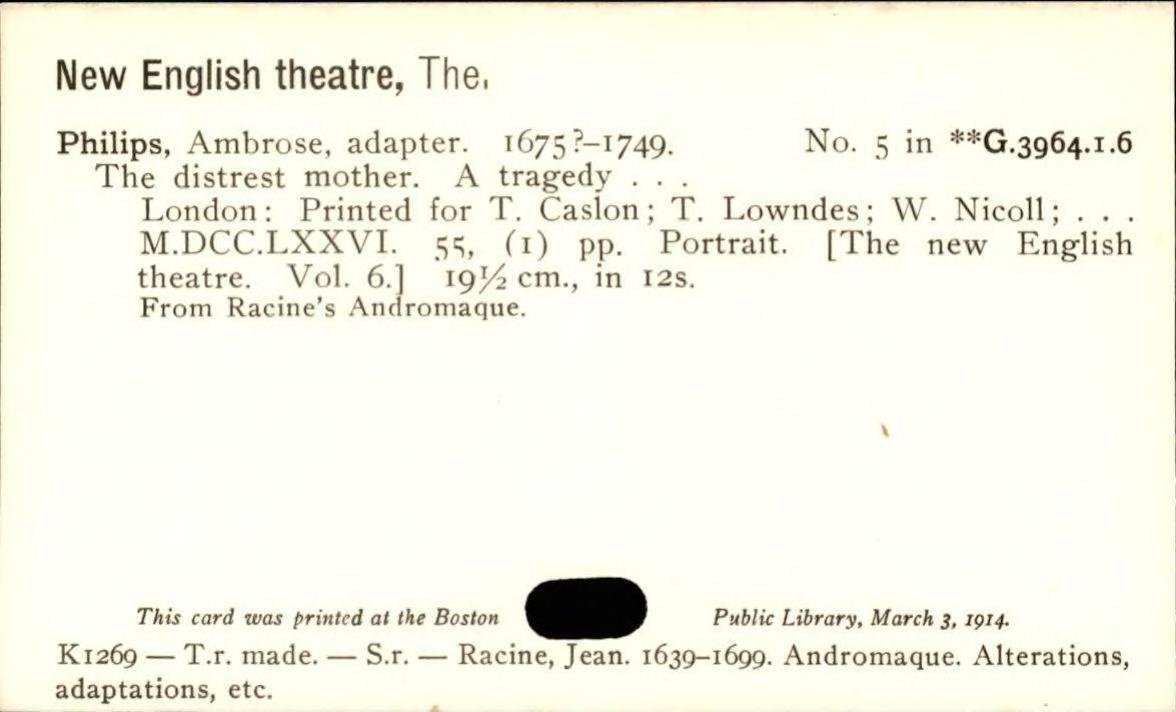 New English theatre, The.
Philips, Ambrose, adapter. 1675?–1749. No. 5 in **G.3964.1.6
The distrest mother. A tragedy . . .
London: Printed for T. Caslon; T. Lowndes; W. Nicoll; . . .
M.DCC.LXXVI. 55, (1) pp. Portrait. [The new English
theatre. Vol. 6.] 19½ cm., in 12s.
From Racine's Andromaque.
This card was printed at the Boston Public Library, March 3, 1914.
K1269 — T.r. made. — S.r. — Racine, Jean. 1639–1699. Andromaque. Alterations,
adaptations, etc.